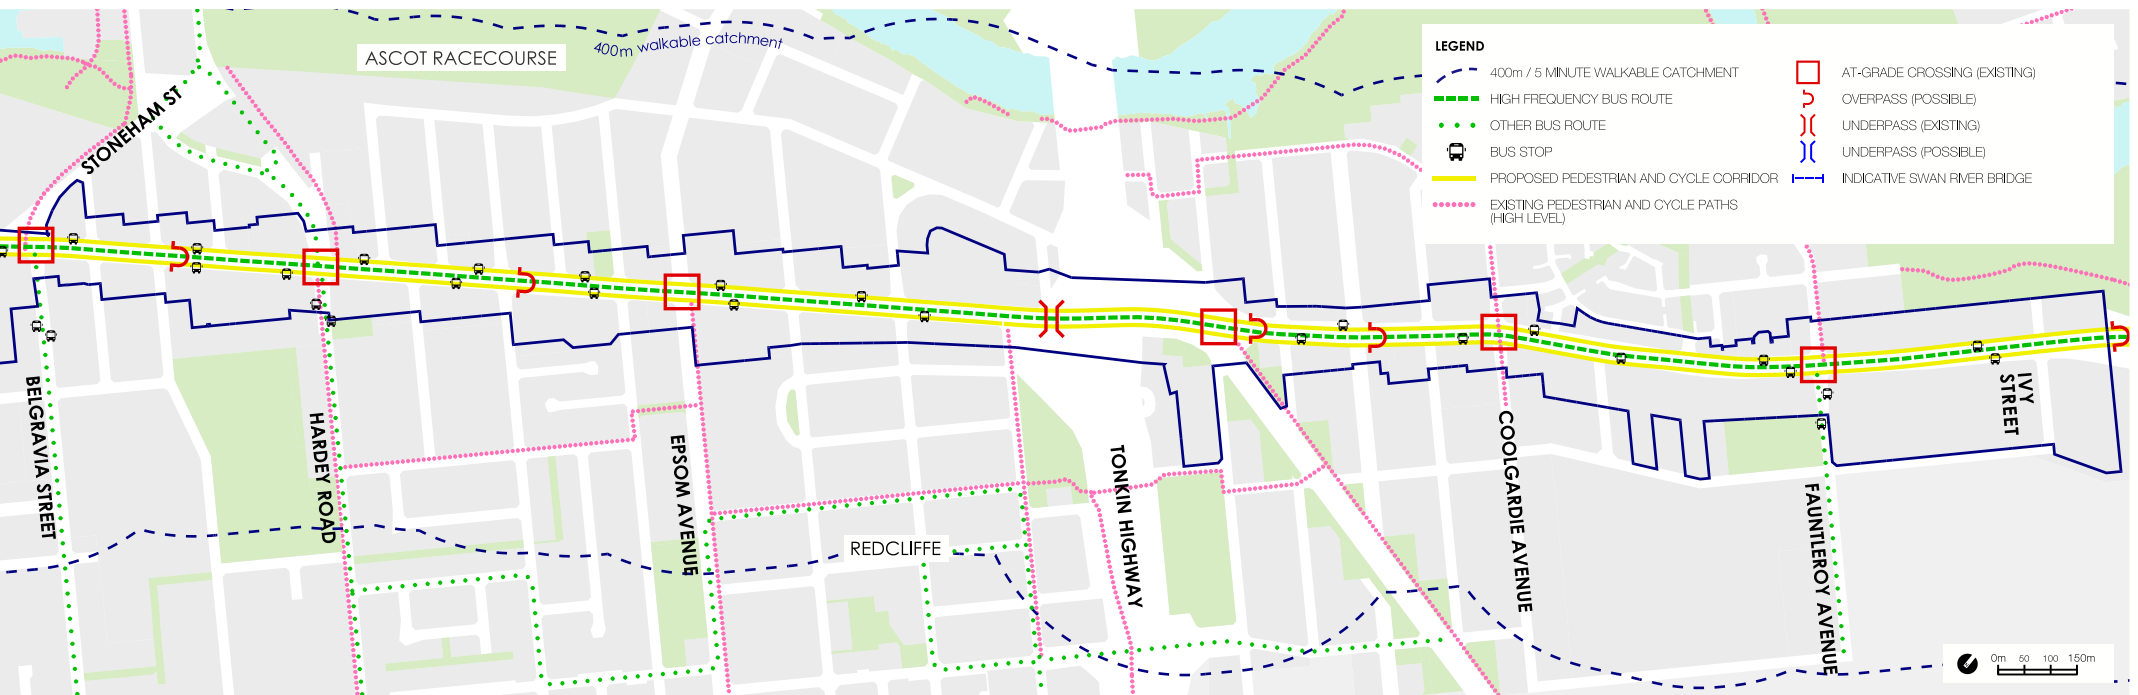 ASCOT RACECOURSE
400m walkable catchment
STONEHAM ST
LEGEND
400m / 5 MINUTE WALKABLE CATCHMENT
HIGH FREQUENCY BUS ROUTE
OTHER BUS ROUTE
BUS STOP
PROPOSED PEDESTRIAN AND CYCLE CORRIDOR
EXISTING PEDESTRIAN AND CYCLE PATHS
(HIGH LEVEL)
AT-GRADE CROSSING (EXISTING)
OVERPASS (POSSIBLE)
UNDERPASS (EXISTING)
UNDERPASS (POSSIBLE)
INDICATIVE SWAN RIVER BRIDGE
BELGRAVIA STREET
HARDEY ROAD
EPSOM AVENUE
REDCLIFFE
TONKIN HIGHWAY
COOLGARDIE AVENUE
FAUNTLEROY AVENUE
IVY
STREET
0m 50 100 150m